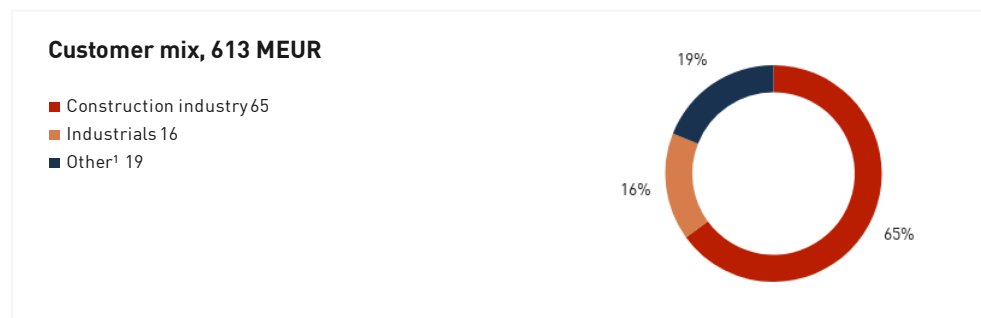 Customer mix, 613 MEUR
Construction industry 65
Industrials 16
Other¹ 19
19%
16%
65%